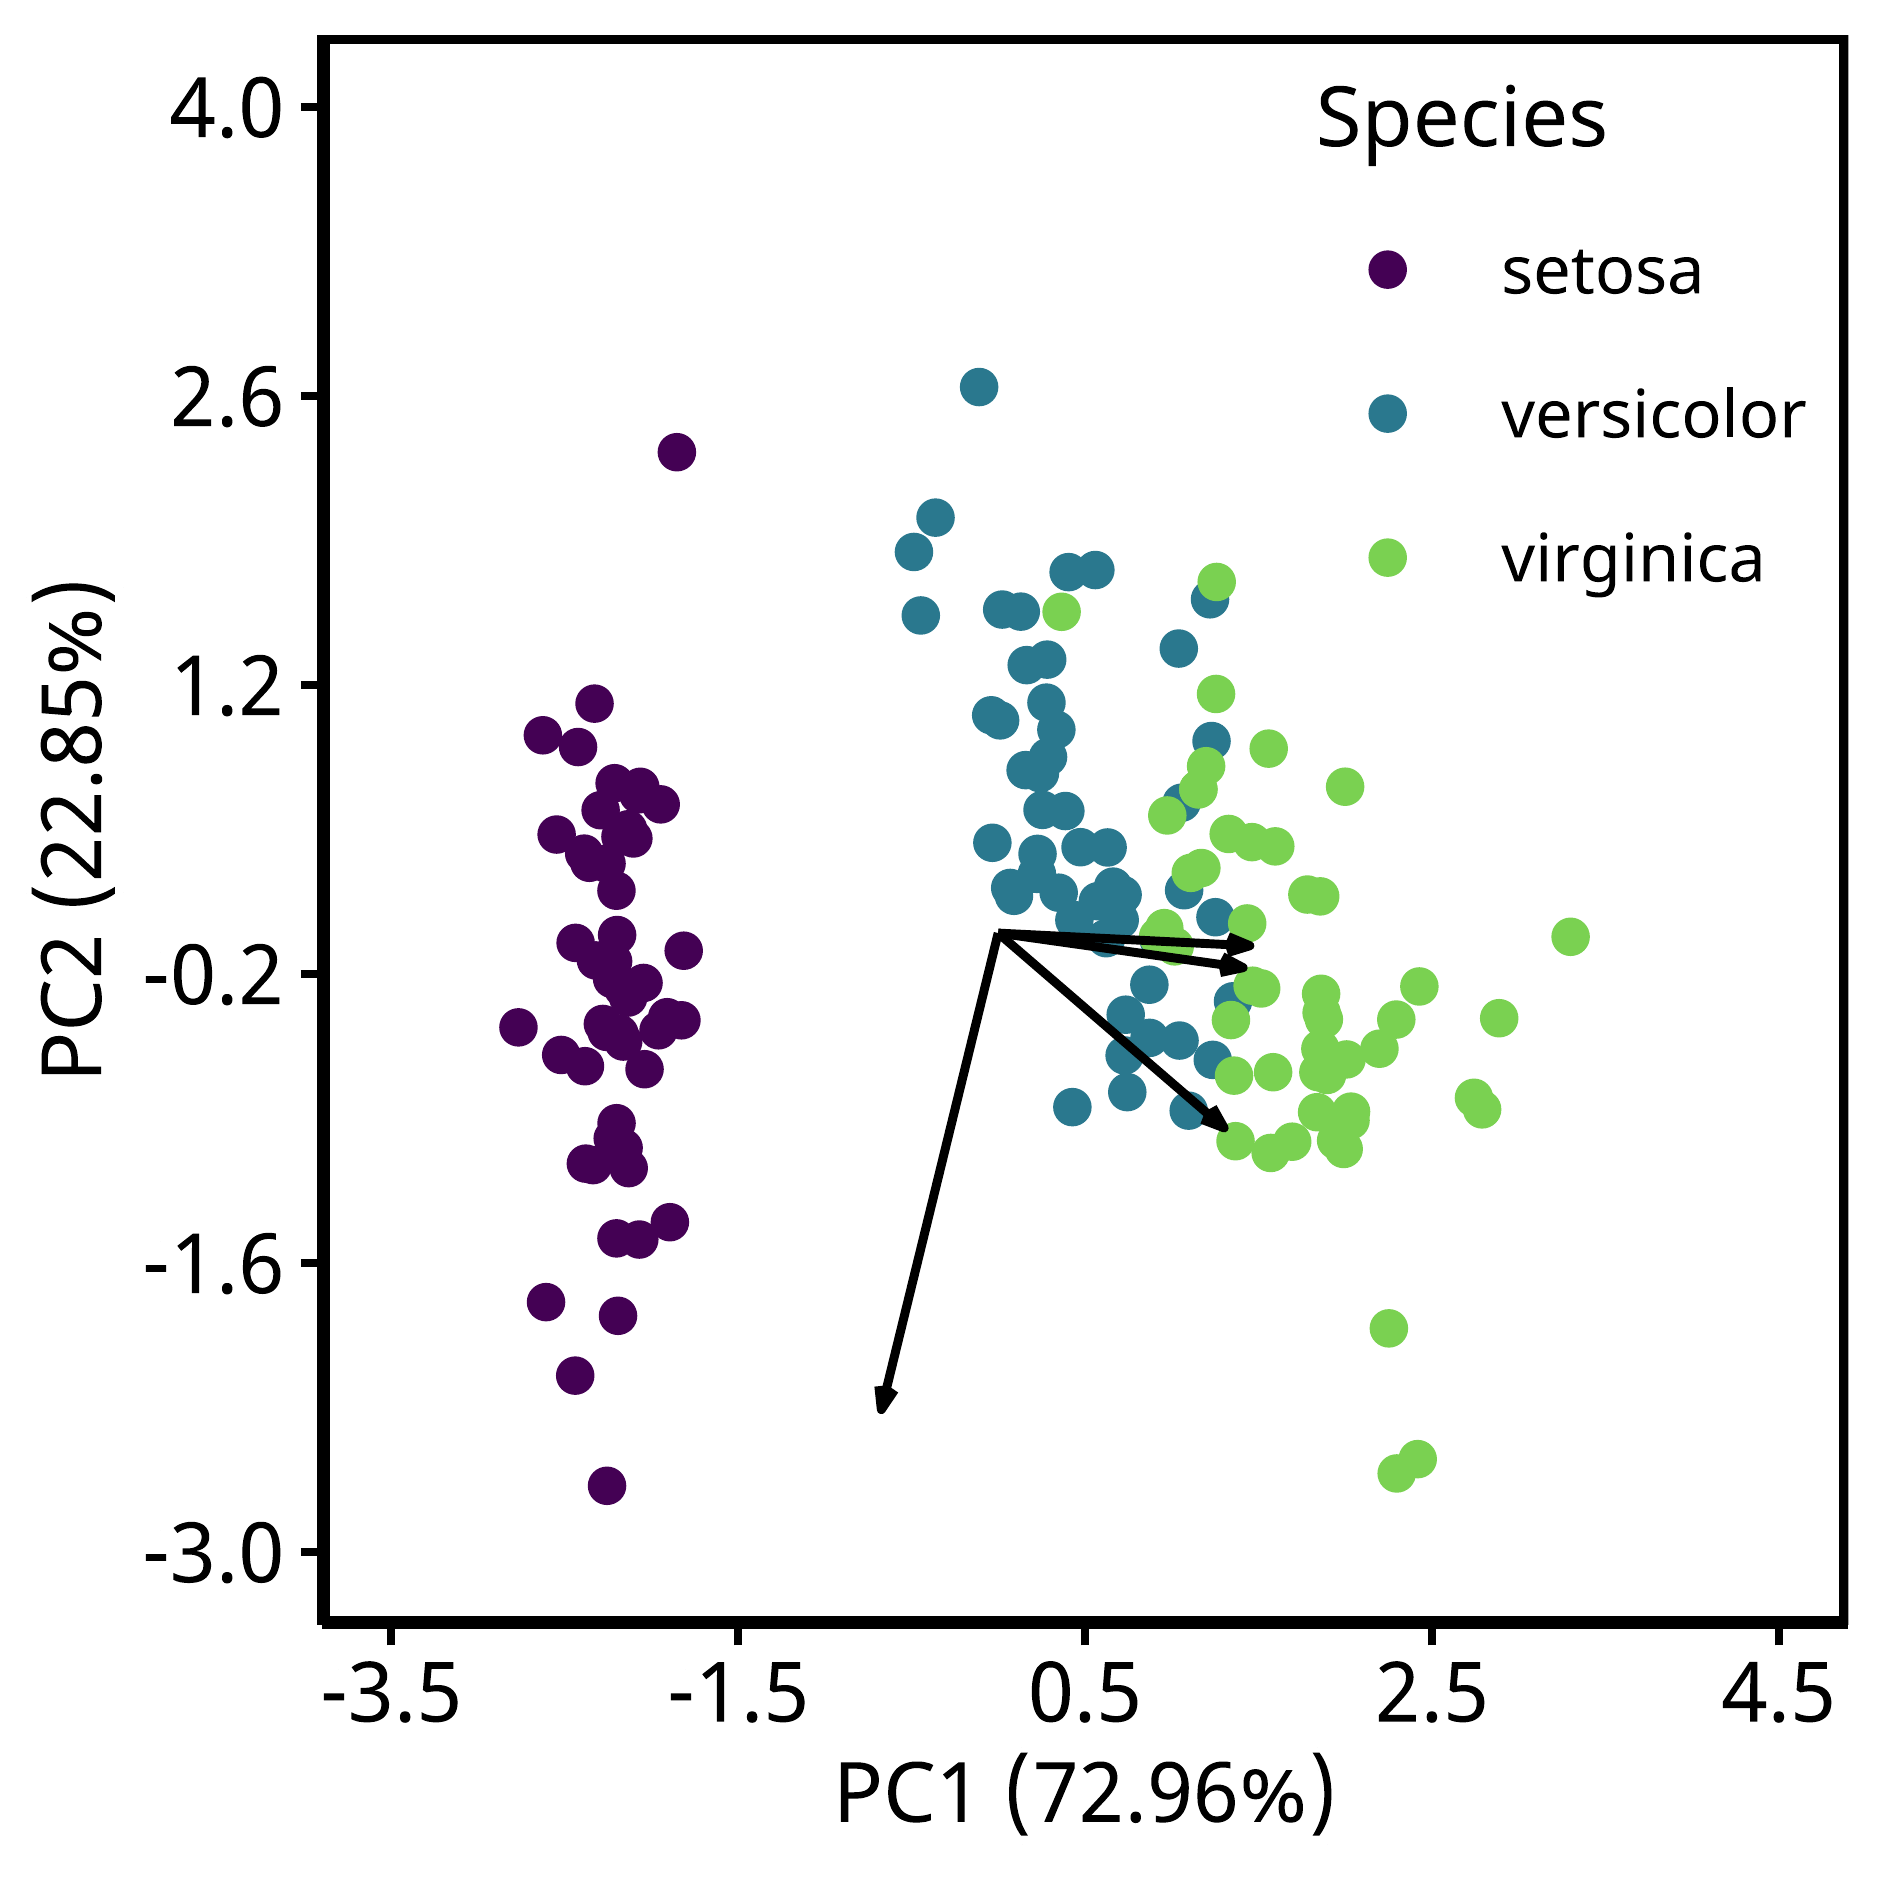 Species
setosa
versicolor
virginica
4.0
2.6
1.2
-0.2
-1.6
-3.0
PC2 (22.85%)
-3.5 -1.5 0.5 2.5 4.5
PC1 (72.96%)